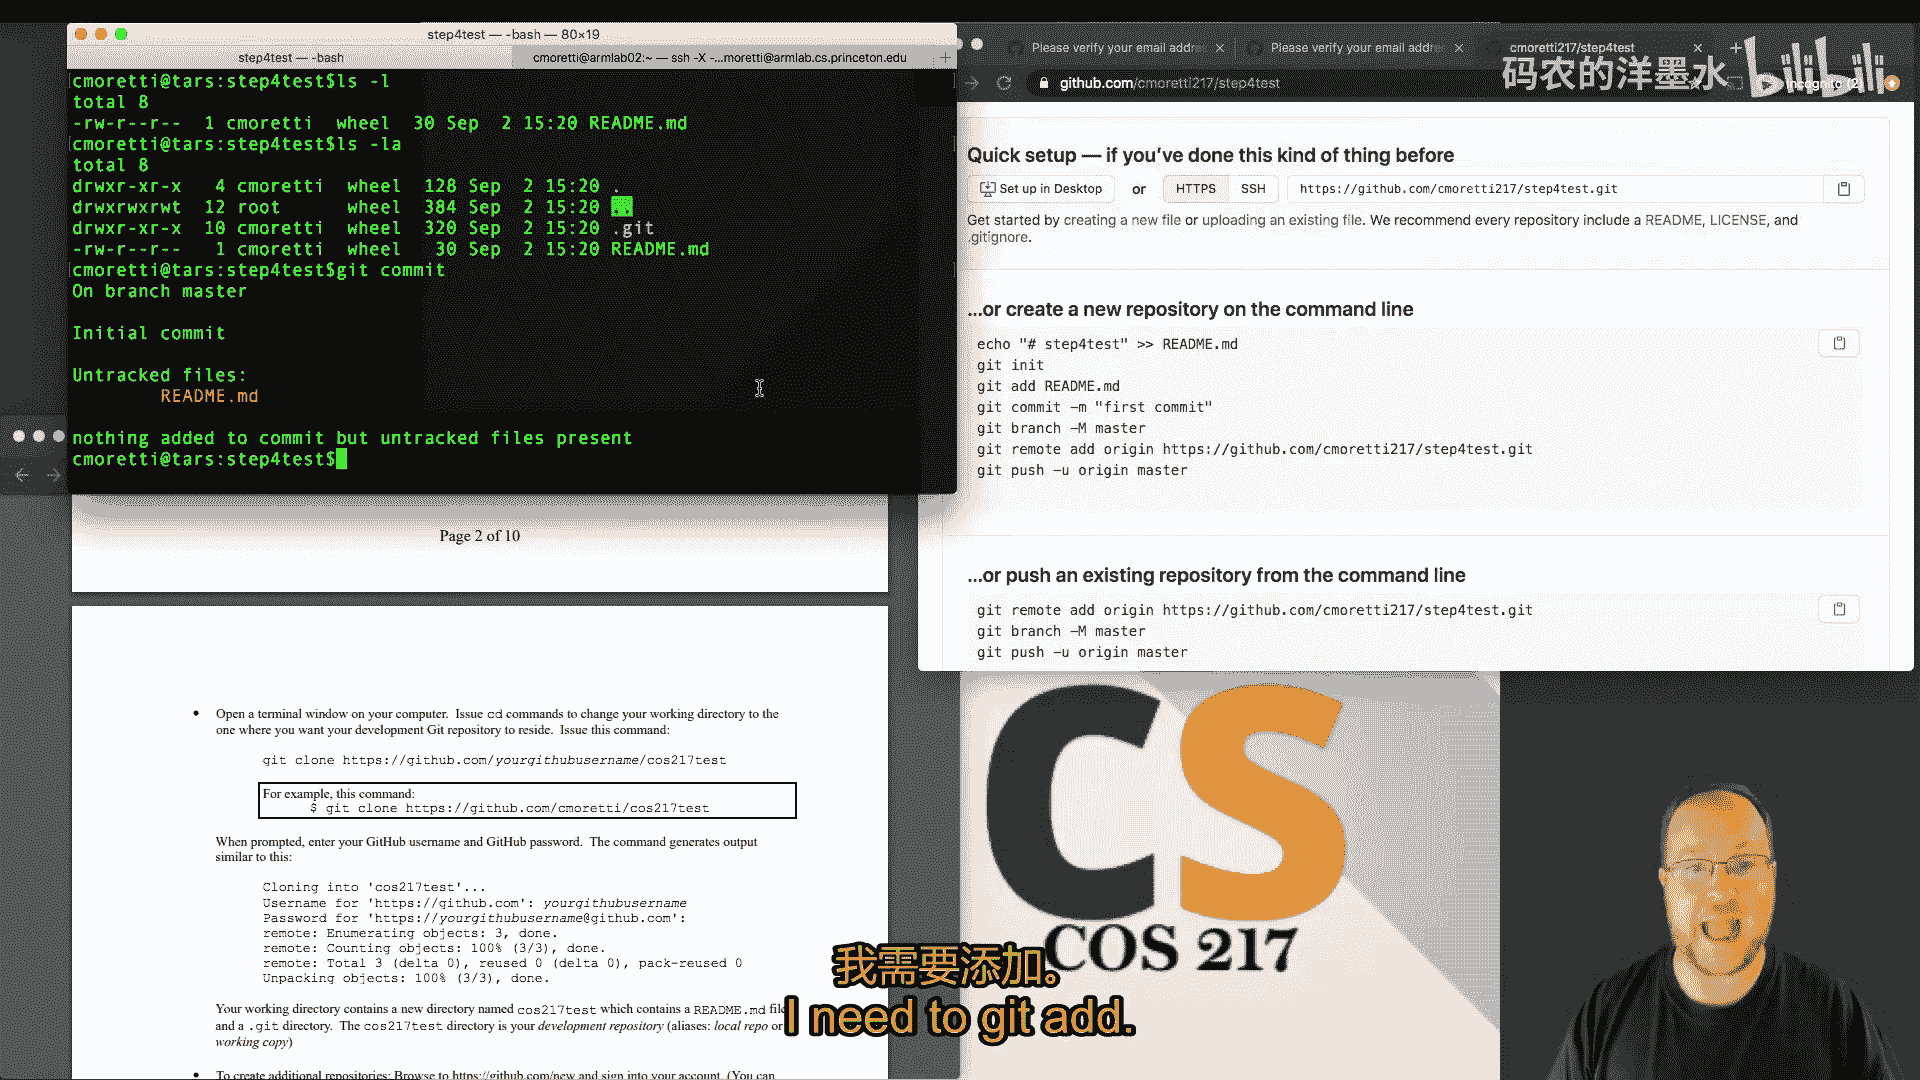 step4test — -bash — 80×19
step4test — -bash
cmoretti@armlab02:~ — ssh -X -...moretti@armlab.cs.princeton.edu
cmoretti@tars:step4test$ls -l
total 8
-rw-r--r--  1 cmoretti  wheel  30 Sep  2 15:20 README.md
cmoretti@tars:step4test$ls -la
total 8
drwxr-xr-x   4 cmoretti  wheel  128 Sep  2 15:20 .
drwxrwxrwt  12 root      wheel  384 Sep  2 15:20 ..
drwxr-xr-x  10 cmoretti  wheel  320 Sep  2 15:20 .git
-rw-r--r--   1 cmoretti  wheel   30 Sep  2 15:20 README.md
cmoretti@tars:step4test$git commit
On branch master
Initial commit
Untracked files:
README.md
nothing added to commit but untracked files present
cmoretti@tars:step4test$
Please verify your email addre
Please verify your email addre
cmoretti217/step4test
github.com/cmoretti217/step4test
码农的洋墨水 bilibili
Quick setup — if you've done this kind of thing before
Set up in Desktop or HTTPS SSH https://github.com/cmoretti217/step4test.git
Get started by creating a new file or uploading an existing file. We recommend every repository include a README, LICENSE, and
.gitignore.
...or create a new repository on the command line
echo "# step4test" >> README.md
git init
git add README.md
git commit -m "first commit"
git branch -M master
git remote add origin https://github.com/cmoretti217/step4test.git
git push -u origin master
...or push an existing repository from the command line
git remote add origin https://github.com/cmoretti217/step4test.git
git branch -M master
git push -u origin master
Page 2 of 10
• Open a terminal window on your computer. Issue cd commands to change your working directory to the
one where you want your development Git repository to reside. Issue this command:
git clone https://github.com/yourgithubusername/cos217test
For example, this command:
$ git clone https://github.com/cmoretti/cos217test
When prompted, enter your GitHub username and GitHub password. The command generates output
similar to this:
Cloning into 'cos217test'...
Username for 'https://github.com': yourgithubusername
Password for 'https://yourgithubusername@github.com':
remote: Enumerating objects: 3, done.
remote: Counting objects: 100% (3/3), done.
remote: Total 3 (delta 0), reused 0 (delta 0), pack-reused 0
Unpacking objects: 100% (3/3), done.
Your working directory contains a new directory named cos217test which contains a README.md file
and a .git directory. The cos217test directory is your development repository (aliases: local repo or
working copy)
• To create additional repositories: Browse to https://github.com/new and sign into your account. (You can
CS
COS 217
我需要添加。
I need to git add.